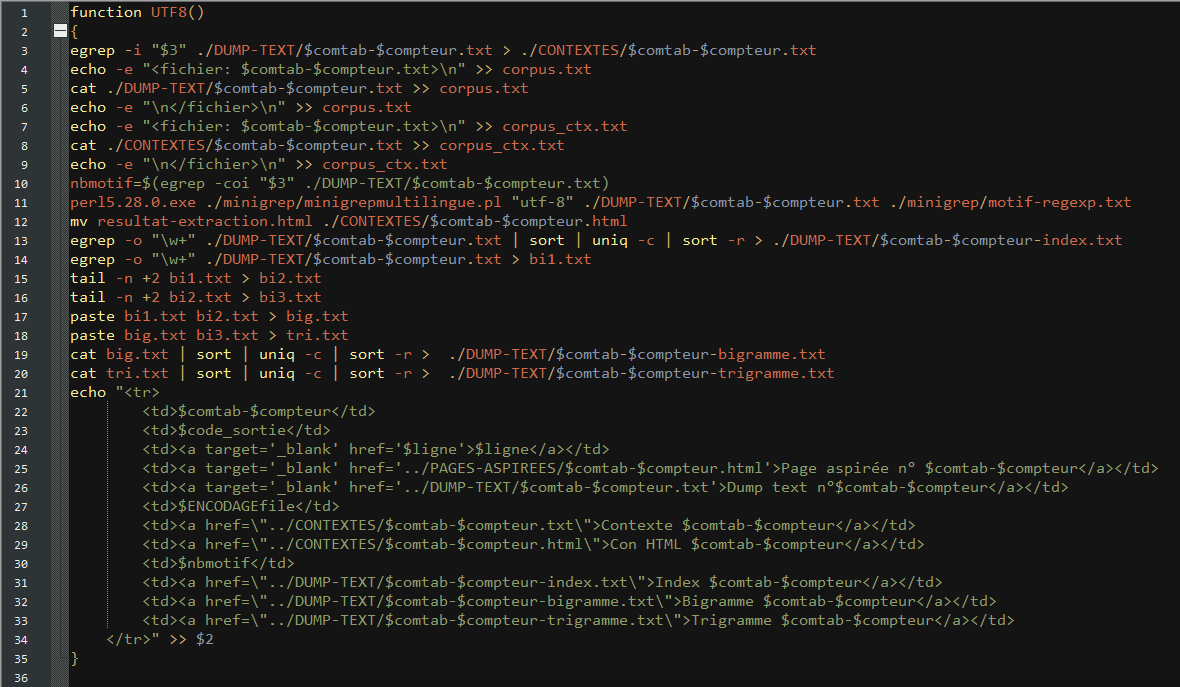 1 function UTF8()
2 {
3 egrep -i "$3" ./DUMP-TEXT/$comtab-$compteur.txt > ./CONTEXTES/$comtab-$compteur.txt
4 echo -e "<fichier: $comtab-$compteur.txt>\n" >> corpus.txt
5 cat ./DUMP-TEXT/$comtab-$compteur.txt >> corpus.txt
6 echo -e "\n</fichier>\n" >> corpus.txt
7 echo -e "<fichier: $comtab-$compteur.txt>\n" >> corpus_ctx.txt
8 cat ./CONTEXTES/$comtab-$compteur.txt >> corpus_ctx.txt
9 echo -e "\n</fichier>\n" >> corpus_ctx.txt
10 nbmotif=$(egrep -coi "$3" ./DUMP-TEXT/$comtab-$compteur.txt)
11 perl5.28.0.exe ./minigrep/minigrepmultilingue.pl "utf-8" ./DUMP-TEXT/$comtab-$compteur.txt ./minigrep/motif-regexp.txt
12 mv resultat-extraction.html ./CONTEXTES/$comtab-$compteur.html
13 egrep -o "\w+" ./DUMP-TEXT/$comtab-$compteur.txt | sort | uniq -c | sort -r > ./DUMP-TEXT/$comtab-$compteur-index.txt
14 egrep -o "\w+" ./DUMP-TEXT/$comtab-$compteur.txt > bi1.txt
15 tail -n +2 bi1.txt > bi2.txt
16 tail -n +2 bi2.txt > bi3.txt
17 paste bi1.txt bi2.txt > big.txt
18 paste big.txt bi3.txt > tri.txt
19 cat big.txt | sort | uniq -c | sort -r >  ./DUMP-TEXT/$comtab-$compteur-bigramme.txt
20 cat tri.txt | sort | uniq -c | sort -r >  ./DUMP-TEXT/$comtab-$compteur-trigramme.txt
21 echo "<tr>
22 <td>$comtab-$compteur</td>
23 <td>$code_sortie</td>
24 <td><a target='_blank' href='$ligne'>$ligne</a></td>
25 <td><a target='_blank' href='../PAGES-ASPIREES/$comtab-$compteur.html'>Page aspirée n° $comtab-$compteur</a></td>
26 <td><a target='_blank' href='../DUMP-TEXT/$comtab-$compteur.txt'>Dump text n°$comtab-$compteur</a></td>
27 <td>$ENCODAGEfile</td>
28 <td><a href=\"../CONTEXTES/$comtab-$compteur.txt\">Contexte $comtab-$compteur</a></td>
29 <td><a href=\"../CONTEXTES/$comtab-$compteur.html\">Con HTML $comtab-$compteur</a></td>
30 <td>$nbmotif</td>
31 <td><a href=\"../DUMP-TEXT/$comtab-$compteur-index.txt\">Index $comtab-$compteur</a></td>
32 <td><a href=\"../DUMP-TEXT/$comtab-$compteur-bigramme.txt\">Bigramme $comtab-$compteur</a></td>
33 <td><a href=\"../DUMP-TEXT/$comtab-$compteur-trigramme.txt\">Trigramme $comtab-$compteur</a></td>
34 </tr>" >> $2
35 }
36